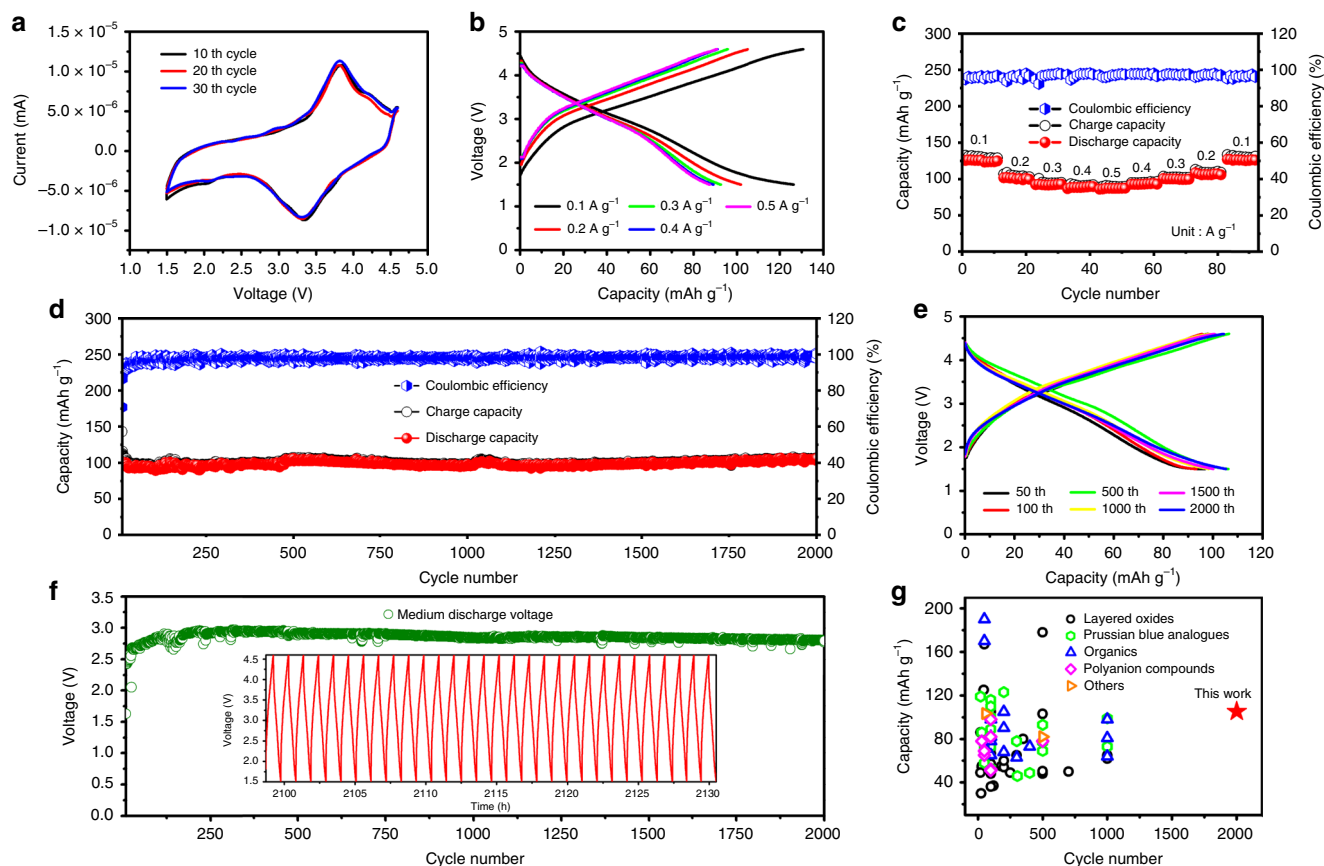 a
1.5 × 10⁻⁵
1.0 × 10⁻⁵
5.0 × 10⁻⁶
0.0
−5.0 × 10⁻⁶
−1.0 × 10⁻⁵
Current (mA)
10 th cycle
20 th cycle
30 th cycle
1.0 1.5 2.0 2.5 3.0 3.5 4.0 4.5 5.0
Voltage (V)
b
5
4
3
2
1
0
Voltage (V)
0.1 A g⁻¹ 0.3 A g⁻¹ 0.5 A g⁻¹
0.2 A g⁻¹ 0.4 A g⁻¹
0 20 40 60 80 100 120 140
Capacity (mAh g⁻¹)
c
300
250
200
150
100
50
0
Capacity (mAh g⁻¹)
120
100
80
60
40
20
0
Coulombic efficiency (%)
Coulombic efficiency
Charge capacity
Discharge capacity
0.1 0.2 0.3 0.4 0.5 0.4 0.3 0.2 0.1
Unit : A g⁻¹
0 20 40 60 80
Cycle number
d
300
250
200
150
100
50
0
Capacity (mAh g⁻¹)
120
100
80
60
40
20
0
Coulombic efficiency (%)
Coulombic efficiency
Charge capacity
Discharge capacity
250 500 750 1000 1250 1500 1750 2000
Cycle number
e
5
4
3
2
1
0
Voltage (V)
50 th 500 th 1500 th
100 th 1000 th 2000 th
0 20 40 60 80 100 120
Capacity (mAh g⁻¹)
f
3.5
3.0
2.5
2.0
1.5
1.0
0.5
0.0
Voltage (V)
Medium discharge voltage
4.5
4.0
3.5
3.0
2.5
2.0
1.5
Voltage (V)
2100 2105 2110 2115 2120 2125 2130
Time (h)
250 500 750 1000 1250 1500 1750 2000
Cycle number
g
200
160
120
80
40
Capacity (mAh g⁻¹)
Layered oxides
Prussian blue analogues
Organics
Polyanion compounds
Others
This work
0 500 1000 1500 2000
Cycle number